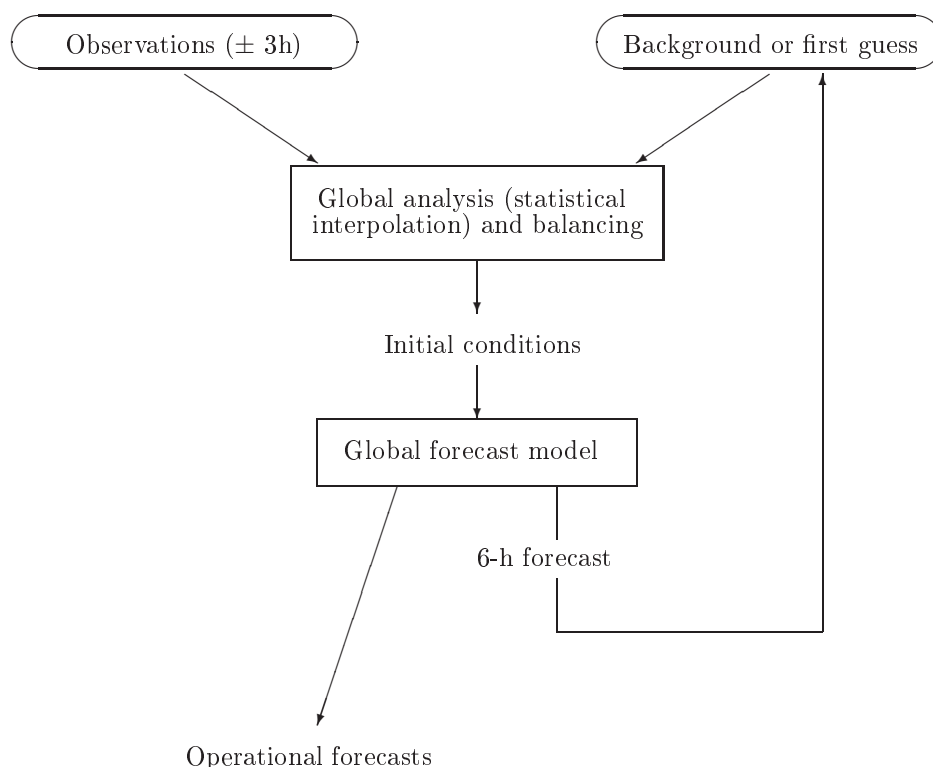 Observations (± 3h)
Background or first guess
Global analysis (statistical
interpolation) and balancing
Initial conditions
Global forecast model
6-h forecast
Operational forecasts